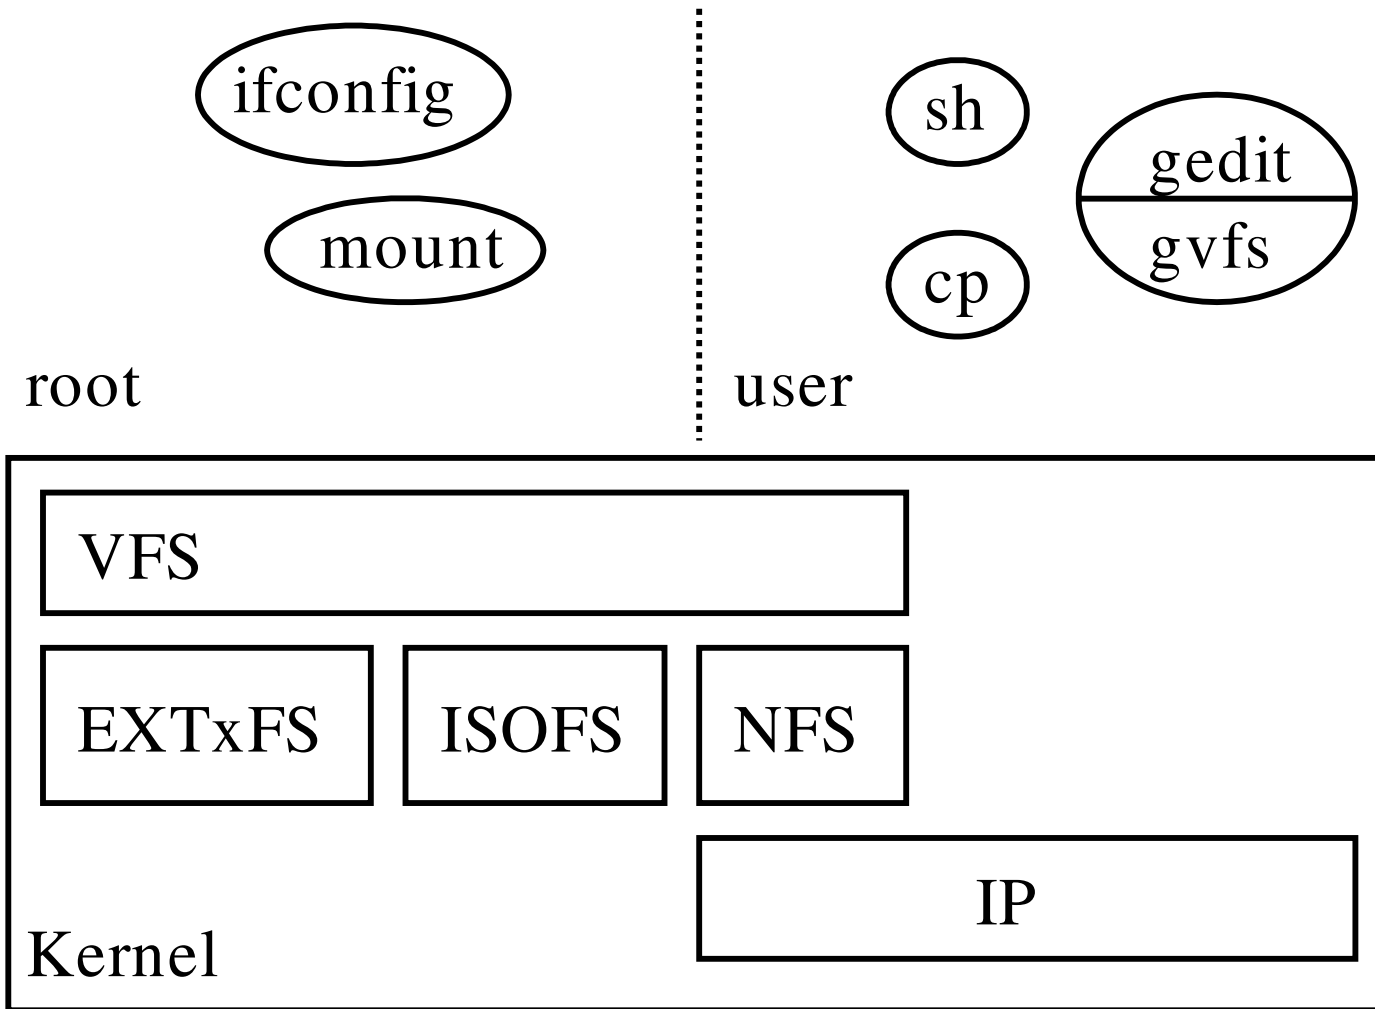 ifconfig
mount
root
sh
gedit
gvfs
cp
user
VFS
EXTxFS
ISOFS
NFS
IP
Kernel